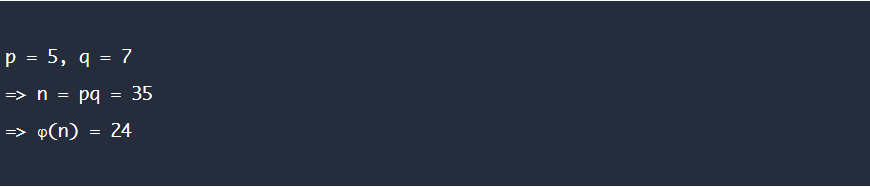 p = 5, q = 7
=> n = pq = 35
=> φ(n) = 24